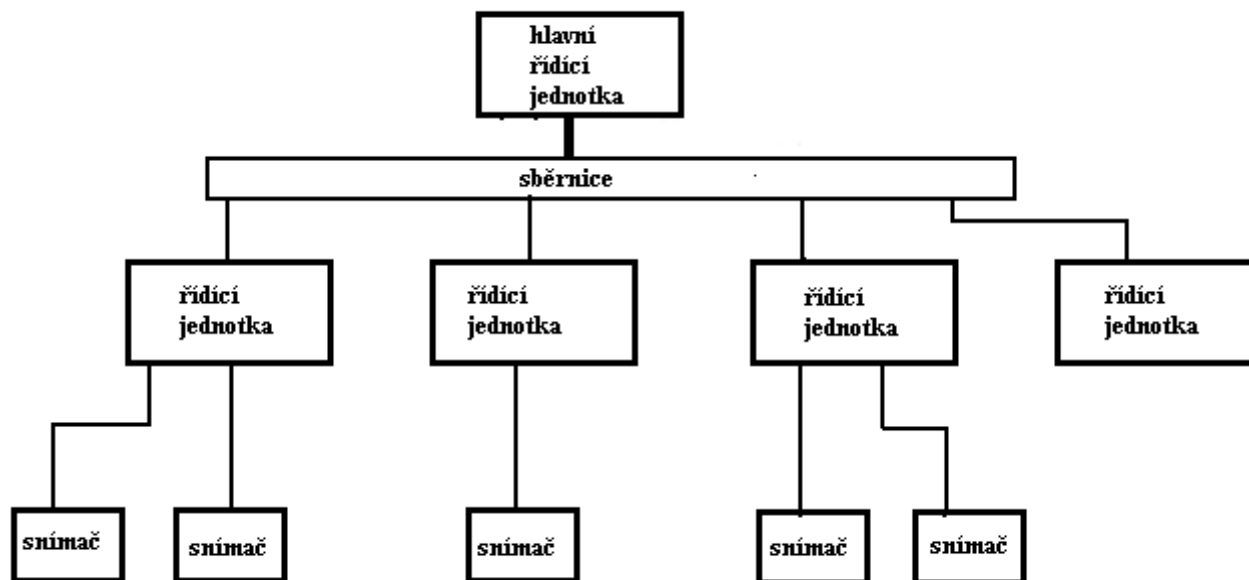 hlavní
řídící
jednotka
sběrnice
řídící
jednotka
řídící
jednotka
řídící
jednotka
řídící
jednotka
snímač
snímač
snímač
snímač
snímač